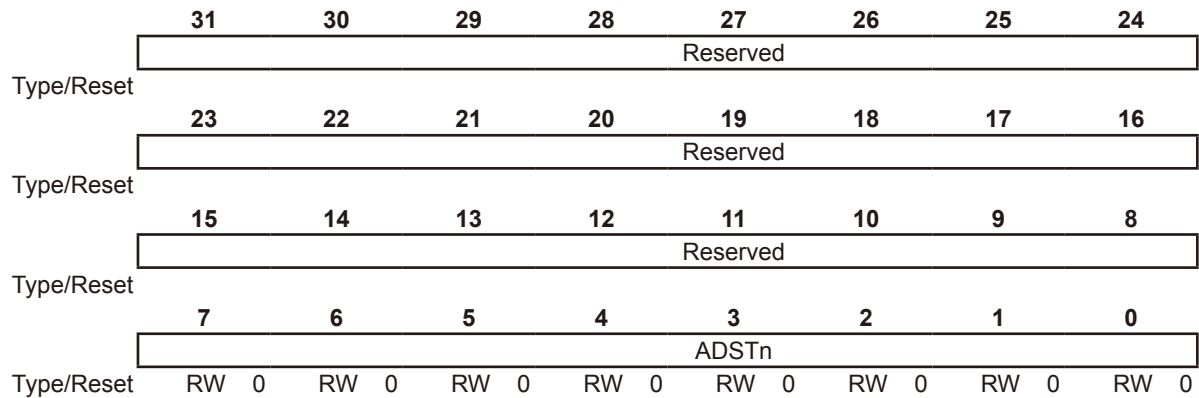 31 30 29 28 27 26 25 24
Reserved
Type/Reset
23 22 21 20 19 18 17 16
Reserved
Type/Reset
15 14 13 12 11 10 9 8
Reserved
Type/Reset
7 6 5 4 3 2 1 0
ADSTn
Type/Reset RW 0 RW 0 RW 0 RW 0 RW 0 RW 0 RW 0 RW 0